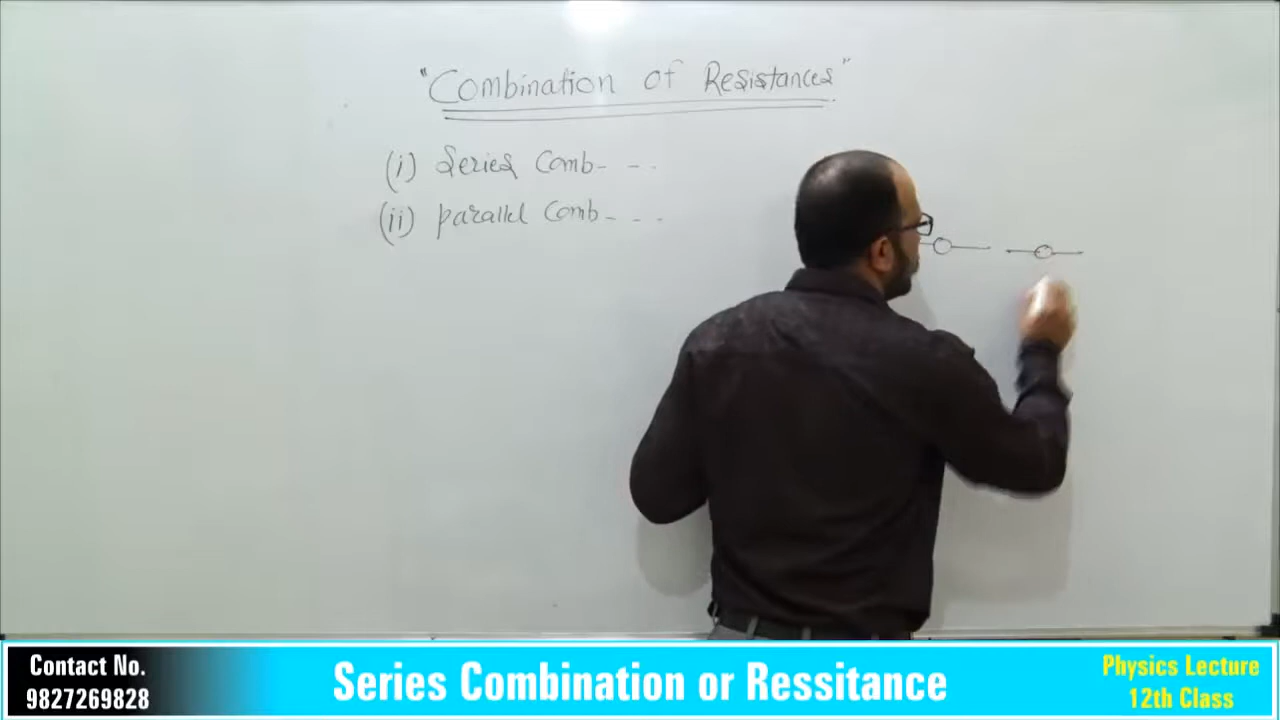 "Combination of Resistances"
(i) Series Comb- - -.
(ii) parallel Comb- - - .
Contact No.
9827269828
Series Combination or Ressitance
Physics Lecture
12th Class